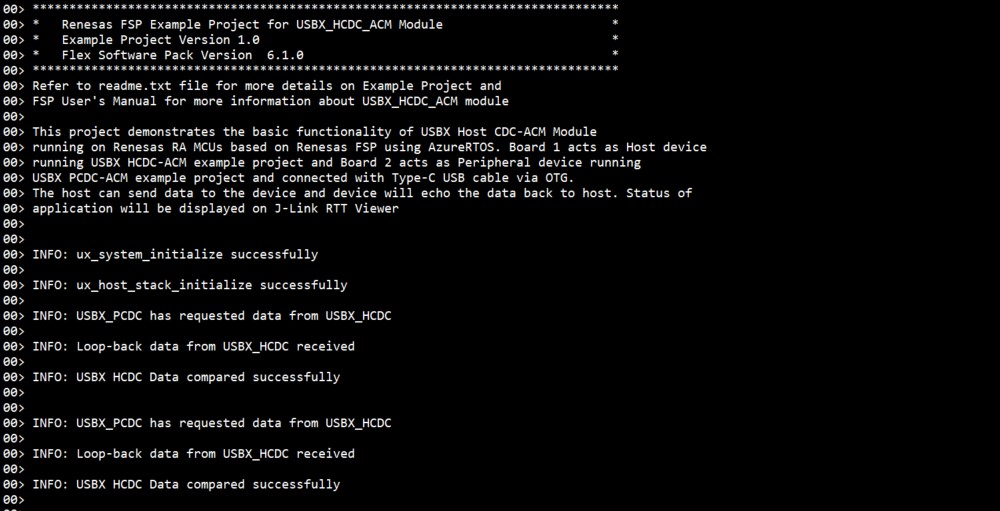 00> ********************************************************************************
00> *   Renesas FSP Example Project for USBX_HCDC_ACM Module                       *
00> *   Example Project Version 1.0                                                *
00> *   Flex Software Pack Version  6.1.0                                          *
00> ********************************************************************************
00> Refer to readme.txt file for more details on Example Project and
00> FSP User's Manual for more information about USBX_HCDC_ACM module
00>
00> This project demonstrates the basic functionality of USBX Host CDC-ACM Module
00> running on Renesas RA MCUs based on Renesas FSP using AzureRTOS. Board 1 acts as Host device
00> running USBX HCDC-ACM example project and Board 2 acts as Peripheral device running
00> USBX PCDC-ACM example project and connected with Type-C USB cable via OTG.
00> The host can send data to the device and device will echo the data back to host. Status of
00> application will be displayed on J-Link RTT Viewer
00>
00>
00> INFO: ux_system_initialize successfully
00>
00> INFO: ux_host_stack_initialize successfully
00>
00> INFO: USBX_PCDC has requested data from USBX_HCDC
00>
00> INFO: Loop-back data from USBX_HCDC received
00>
00> INFO: USBX HCDC Data compared successfully
00>
00>
00> INFO: USBX_PCDC has requested data from USBX_HCDC
00>
00> INFO: Loop-back data from USBX_HCDC received
00>
00> INFO: USBX HCDC Data compared successfully
00>